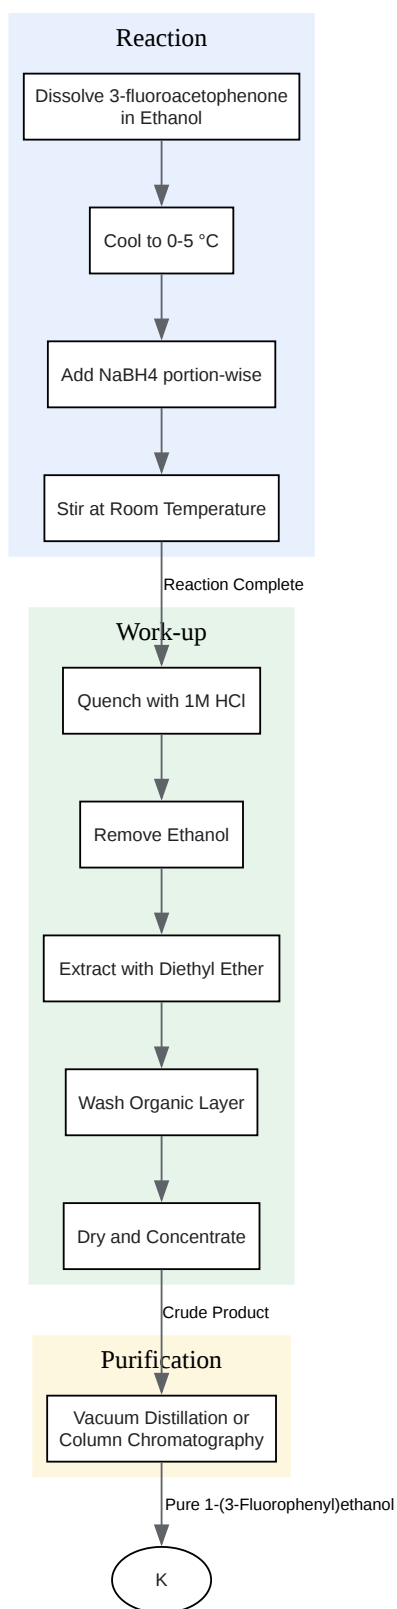 Reaction
Dissolve 3-fluoroacetophenone
in Ethanol
Cool to 0-5 °C
Add NaBH4 portion-wise
Stir at Room Temperature
Reaction Complete
Work-up
Quench with 1M HCl
Remove Ethanol
Extract with Diethyl Ether
Wash Organic Layer
Dry and Concentrate
Crude Product
Purification
Vacuum Distillation or
Column Chromatography
Pure 1-(3-Fluorophenyl)ethanol
K